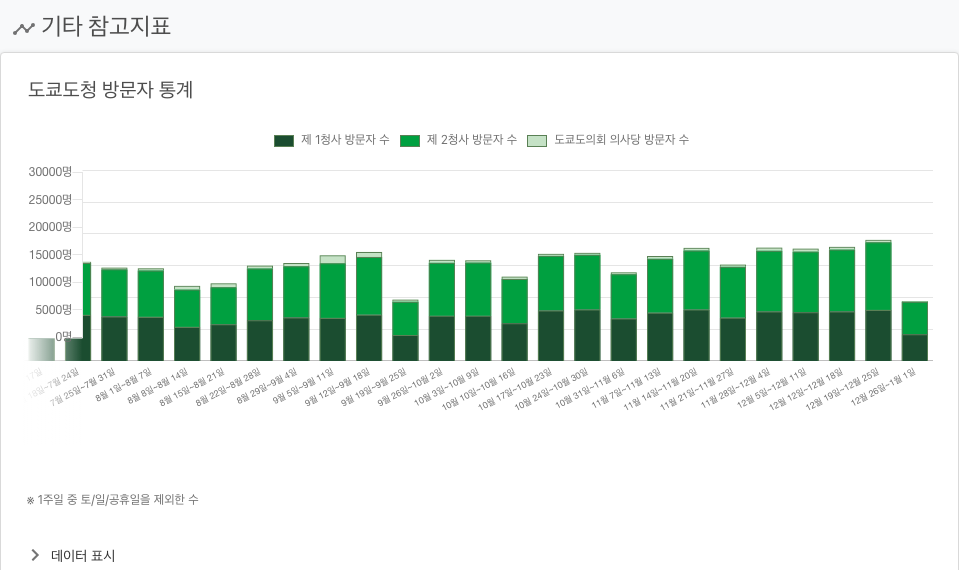 기타 참고지표
도쿄도청 방문자 통계
제 1청사 방문자 수 제 2청사 방문자 수 도쿄도의회 의사당 방문자 수
30000명
25000명
20000명
15000명
10000명
5000명
0명
7월 25일~7월 31일
8월 1일~8월 7일
8월 8일~8월 14일
8월 15일~8월 21일
8월 22일~8월 28일
8월 29일~9월 4일
9월 5일~9월 11일
9월 12일~9월 18일
9월 19일~9월 25일
9월 26일~10월 2일
10월 3일~10월 9일
10월 10일~10월 16일
10월 17일~10월 23일
10월 24일~10월 30일
10월 31일~11월 6일
11월 7일~11월 13일
11월 14일~11월 20일
11월 21일~11월 27일
11월 28일~12월 4일
12월 5일~12월 11일
12월 12일~12월 18일
12월 19일~12월 25일
12월 26일~1월 1일
※ 1주일 중 토/일/공휴일을 제외한 수
데이터 표시